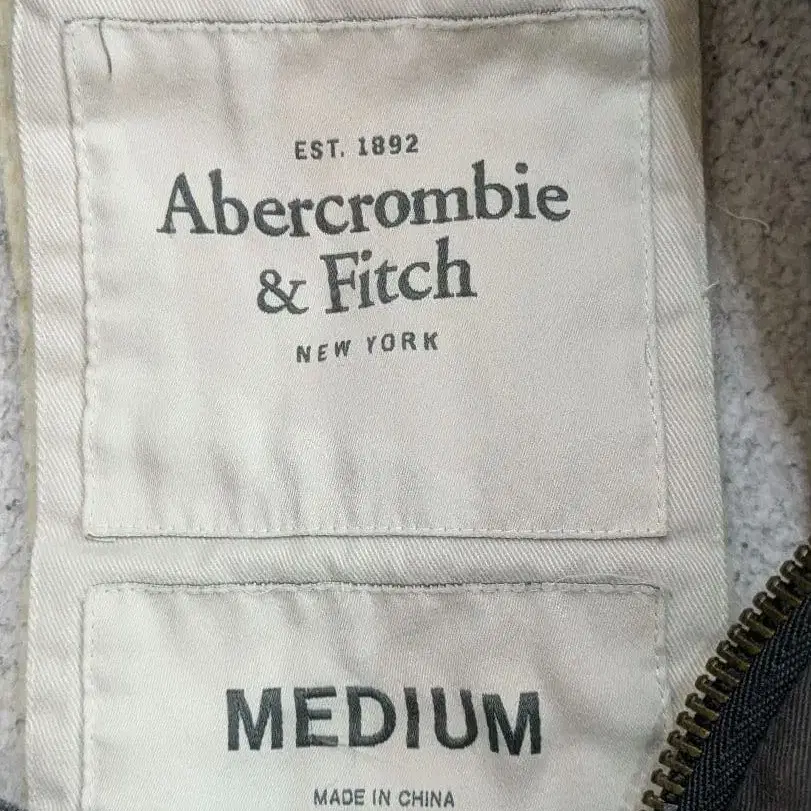 EST. 1892
Abercrombie
& Fitch
NEW YORK
MEDIUM
MADE IN CHINA